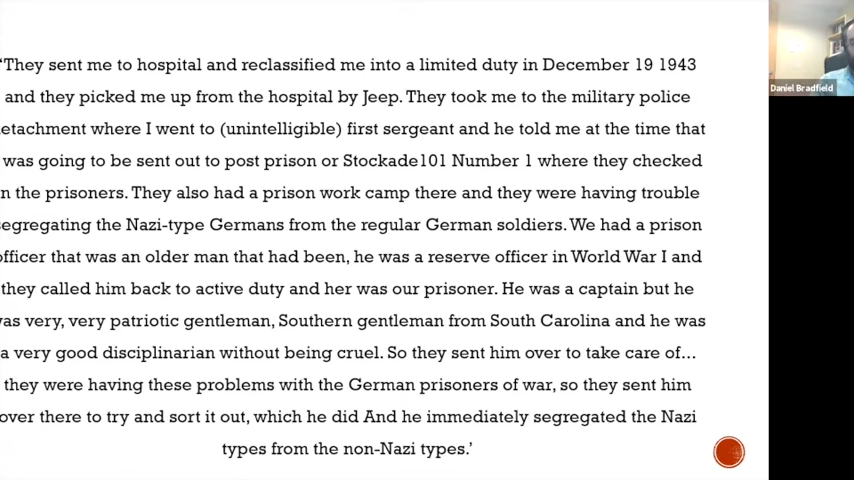 'They sent me to hospital and reclassified me into a limited duty in December 19 1943
and they picked me up from the hospital by Jeep. They took me to the military police
etachment where I went to (unintelligible) first sergeant and he told me at the time that
was going to be sent out to post prison or Stockade101 Number 1 where they checked
n the prisoners. They also had a prison work camp there and they were having trouble
segregating the Nazi-type Germans from the regular German soldiers. We had a prison
officer that was an older man that had been, he was a reserve officer in World War I and
they called him back to active duty and her was our prisoner. He was a captain but he
was very, very patriotic gentleman, Southern gentleman from South Carolina and he was
a very good disciplinarian without being cruel. So they sent him over to take care of...
they were having these problems with the German prisoners of war, so they sent him
over there to try and sort it out, which he did And he immediately segregated the Nazi
types from the non-Nazi types.'
Daniel Bradfield